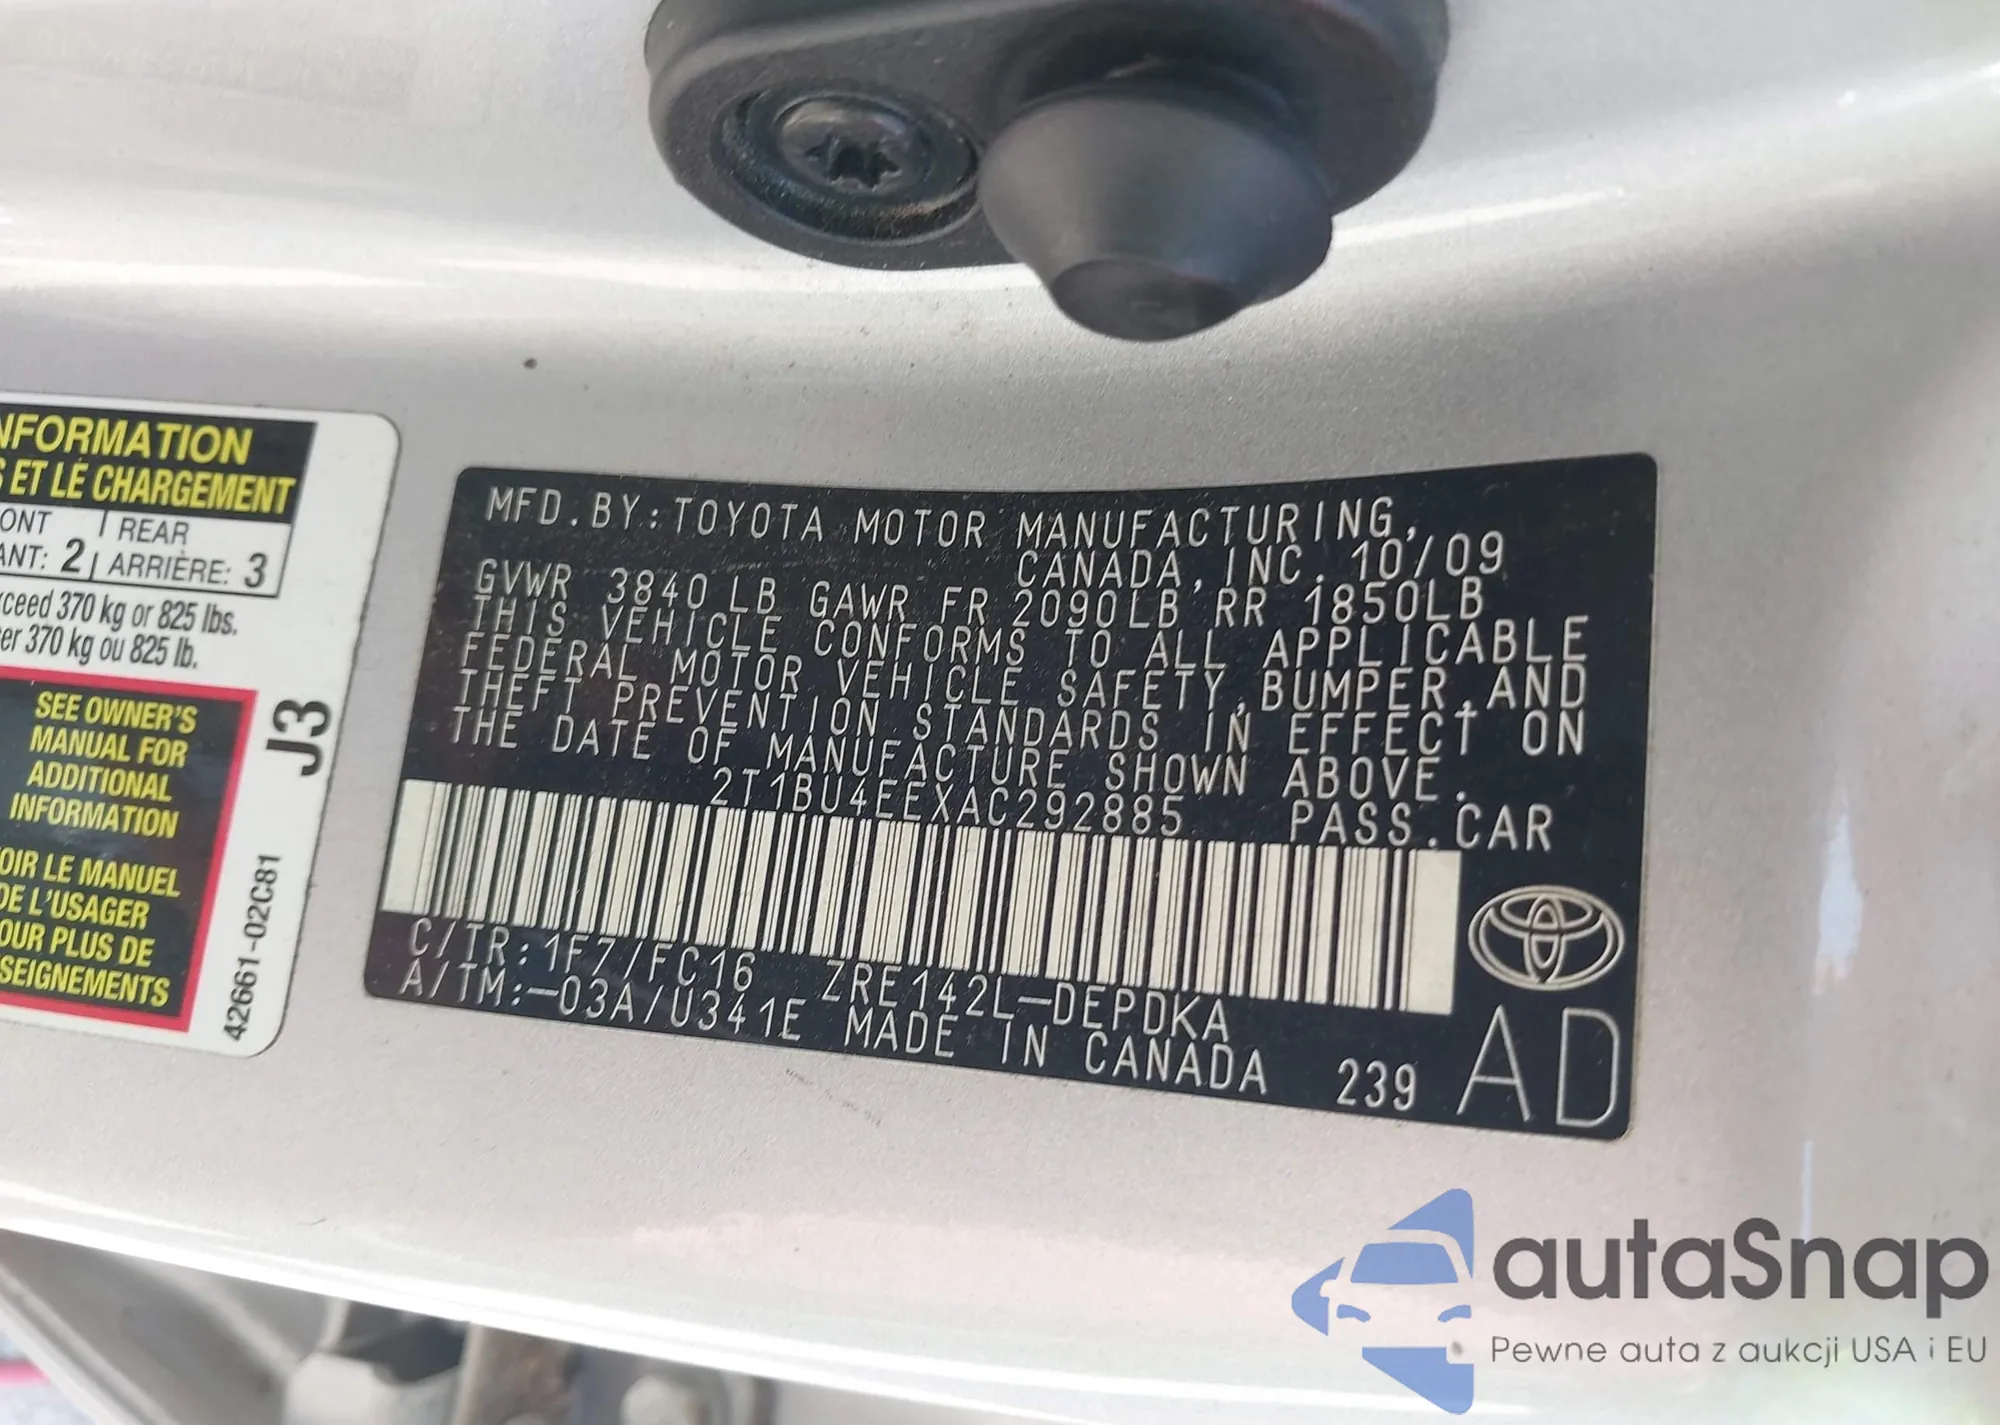 NFORMATION
S ET LE CHARGEMENT
ONT | REAR
ANT: 2 | ARRIÈRE: 3
xceed 370 kg or 825 lbs.
er 370 kg ou 825 lb.
SEE OWNER'S
MANUAL FOR
ADDITIONAL
INFORMATION
OIR LE MANUEL
DE L'USAGER
OUR PLUS DE
SEIGNEMENTS
J3
42661-02C81
MFD.BY:TOYOTA MOTOR MANUFACTURING,
CANADA,INC. 10/09
GVWR 3840 LB GAWR FR 2090LB RR 1850LB
THIS VEHICLE CONFORMS TO ALL APPLICABLE
FEDERAL MOTOR VEHICLE SAFETY,BUMPER,AND
THEFT PREVENTION STANDARDS IN EFFECT ON
THE DATE OF MANUFACTURE SHOWN ABOVE.
2T1BU4EEXAC292885 PASS.CAR
C/TR:1F7/FC16 ZRE142L-DEPDKA
A/TM:-03A/U341E MADE IN CANADA 239
AD
autaSnap
Pewne auta z aukcji USA i EU